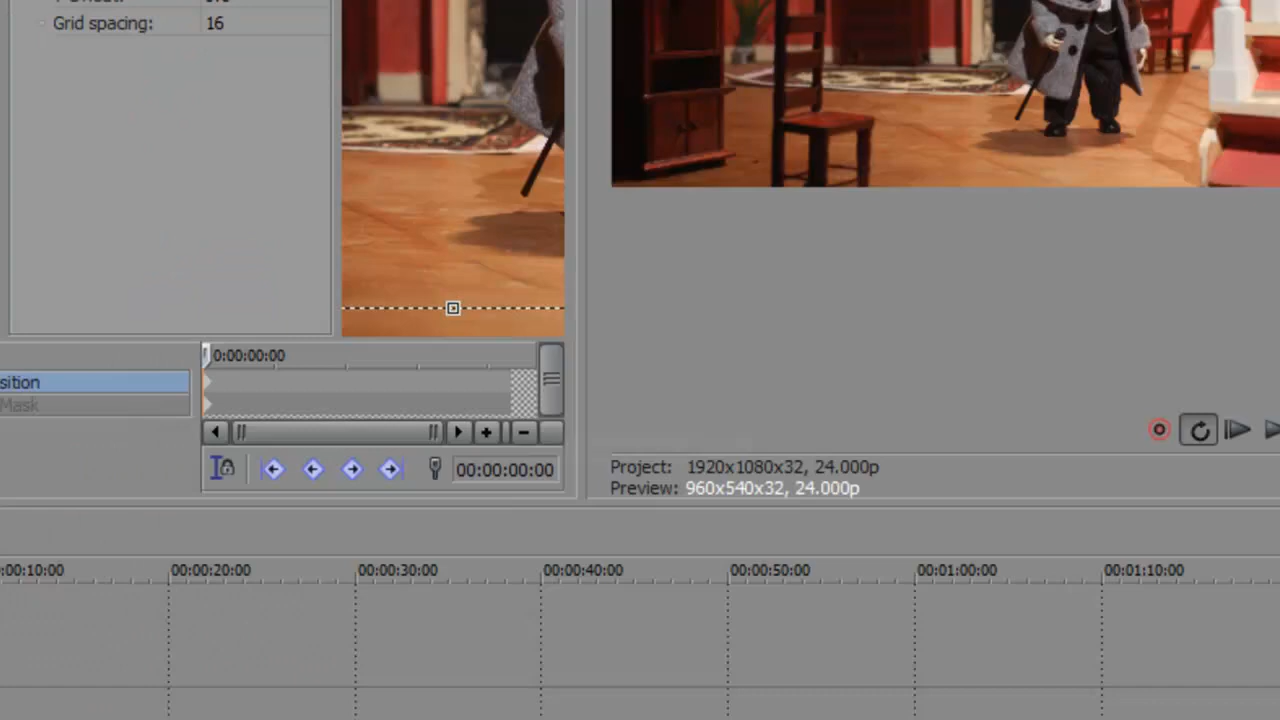 Grid spacing: 16
0:00:00:00
sition
Mask
00:00:00:00
Project: 1920x1080x32, 24.000p
Preview: 960x540x32, 24.000p
:00:10:00 00:00:20:00 00:00:30:00 00:00:40:00 00:00:50:00 00:01:00:00 00:01:10:00